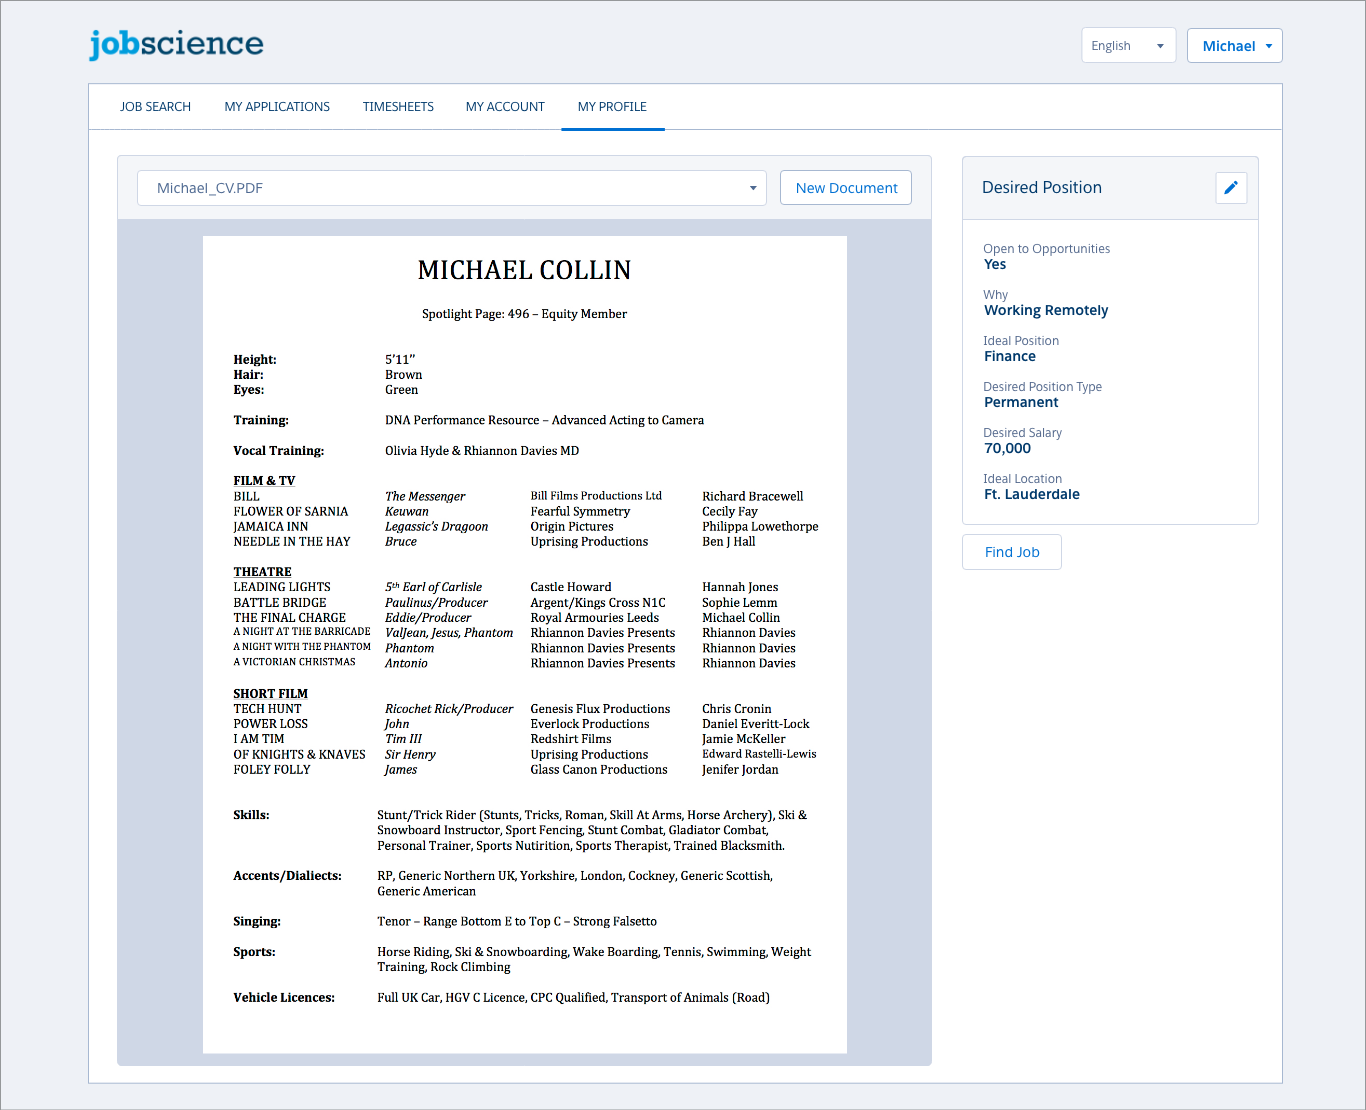 jobscience
English
Michael
JOB SEARCH MY APPLICATIONS TIMESHEETS MY ACCOUNT MY PROFILE
Michael_CV.PDF
New Document
MICHAEL COLLIN
Spotlight Page: 496 – Equity Member
Height: 5'11"
Hair: Brown
Eyes: Green
Training: DNA Performance Resource – Advanced Acting to Camera
Vocal Training: Olivia Hyde & Rhiannon Davies MD
FILM & TV
BILL The Messenger Bill Films Productions Ltd Richard Bracewell
FLOWER OF SARNIA Keuwan Fearful Symmetry Cecily Fay
JAMAICA INN Legassic's Dragoon Origin Pictures Philippa Lowethorpe
NEEDLE IN THE HAY Bruce Uprising Productions Ben J Hall
THEATRE
LEADING LIGHTS 5th Earl of Carlisle Castle Howard Hannah Jones
BATTLE BRIDGE Paulinus/Producer Argent/Kings Cross N1C Sophie Lemm
THE FINAL CHARGE Eddie/Producer Royal Armouries Leeds Michael Collin
A NIGHT AT THE BARRICADE ValJean, Jesus, Phantom Rhiannon Davies Presents Rhiannon Davies
A NIGHT WITH THE PHANTOM Phantom Rhiannon Davies Presents Rhiannon Davies
A VICTORIAN CHRISTMAS Antonio Rhiannon Davies Presents Rhiannon Davies
SHORT FILM
TECH HUNT Ricochet Rick/Producer Genesis Flux Productions Chris Cronin
POWER LOSS John Everlock Productions Daniel Everitt-Lock
I AM TIM Tim III Redshirt Films Jamie McKeller
OF KNIGHTS & KNAVES Sir Henry Uprising Productions Edward Rastelli-Lewis
FOLEY FOLLY James Glass Canon Productions Jenifer Jordan
Skills: Stunt/Trick Rider (Stunts, Tricks, Roman, Skill At Arms, Horse Archery), Ski &
Snowboard Instructor, Sport Fencing, Stunt Combat, Gladiator Combat,
Personal Trainer, Sports Nutirition, Sports Therapist, Trained Blacksmith.
Accents/Dialiects: RP, Generic Northern UK, Yorkshire, London, Cockney, Generic Scottish,
Generic American
Singing: Tenor – Range Bottom E to Top C – Strong Falsetto
Sports: Horse Riding, Ski & Snowboarding, Wake Boarding, Tennis, Swimming, Weight
Training, Rock Climbing
Vehicle Licences: Full UK Car, HGV C Licence, CPC Qualified, Transport of Animals (Road)
Desired Position
Open to Opportunities
Yes
Why
Working Remotely
Ideal Position
Finance
Desired Position Type
Permanent
Desired Salary
70,000
Ideal Location
Ft. Lauderdale
Find Job